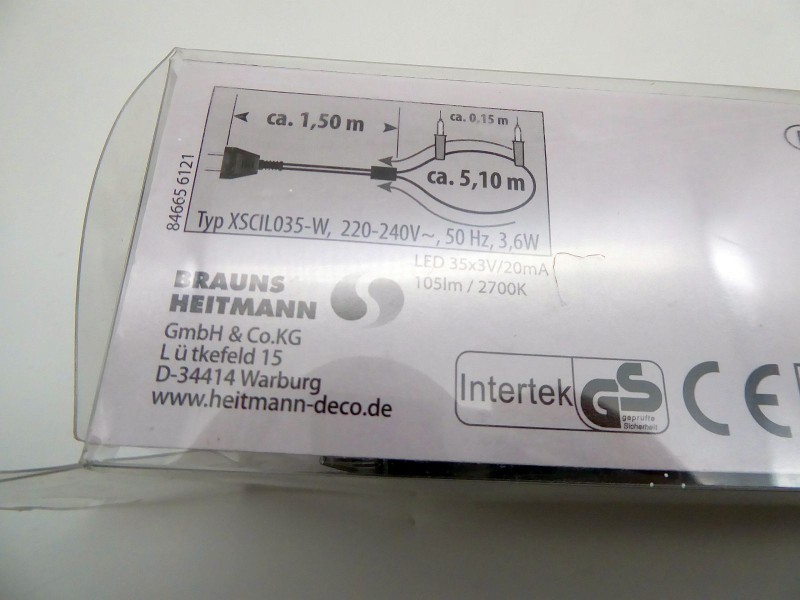 ca. 1,50 m
ca. 0,15 m
ca. 5,10 m
84665 6121
Typ XSCIL035-W, 220-240V~, 50 Hz, 3,6W
LED 35x3V/20mA
105lm / 2700K
BRAUNS
HEITMANN
GmbH & Co.KG
Lü tkefeld 15
D-34414 Warburg
www.heitmann-deco.de
Intertek
GS
geprüfte
Sicherheit
CE